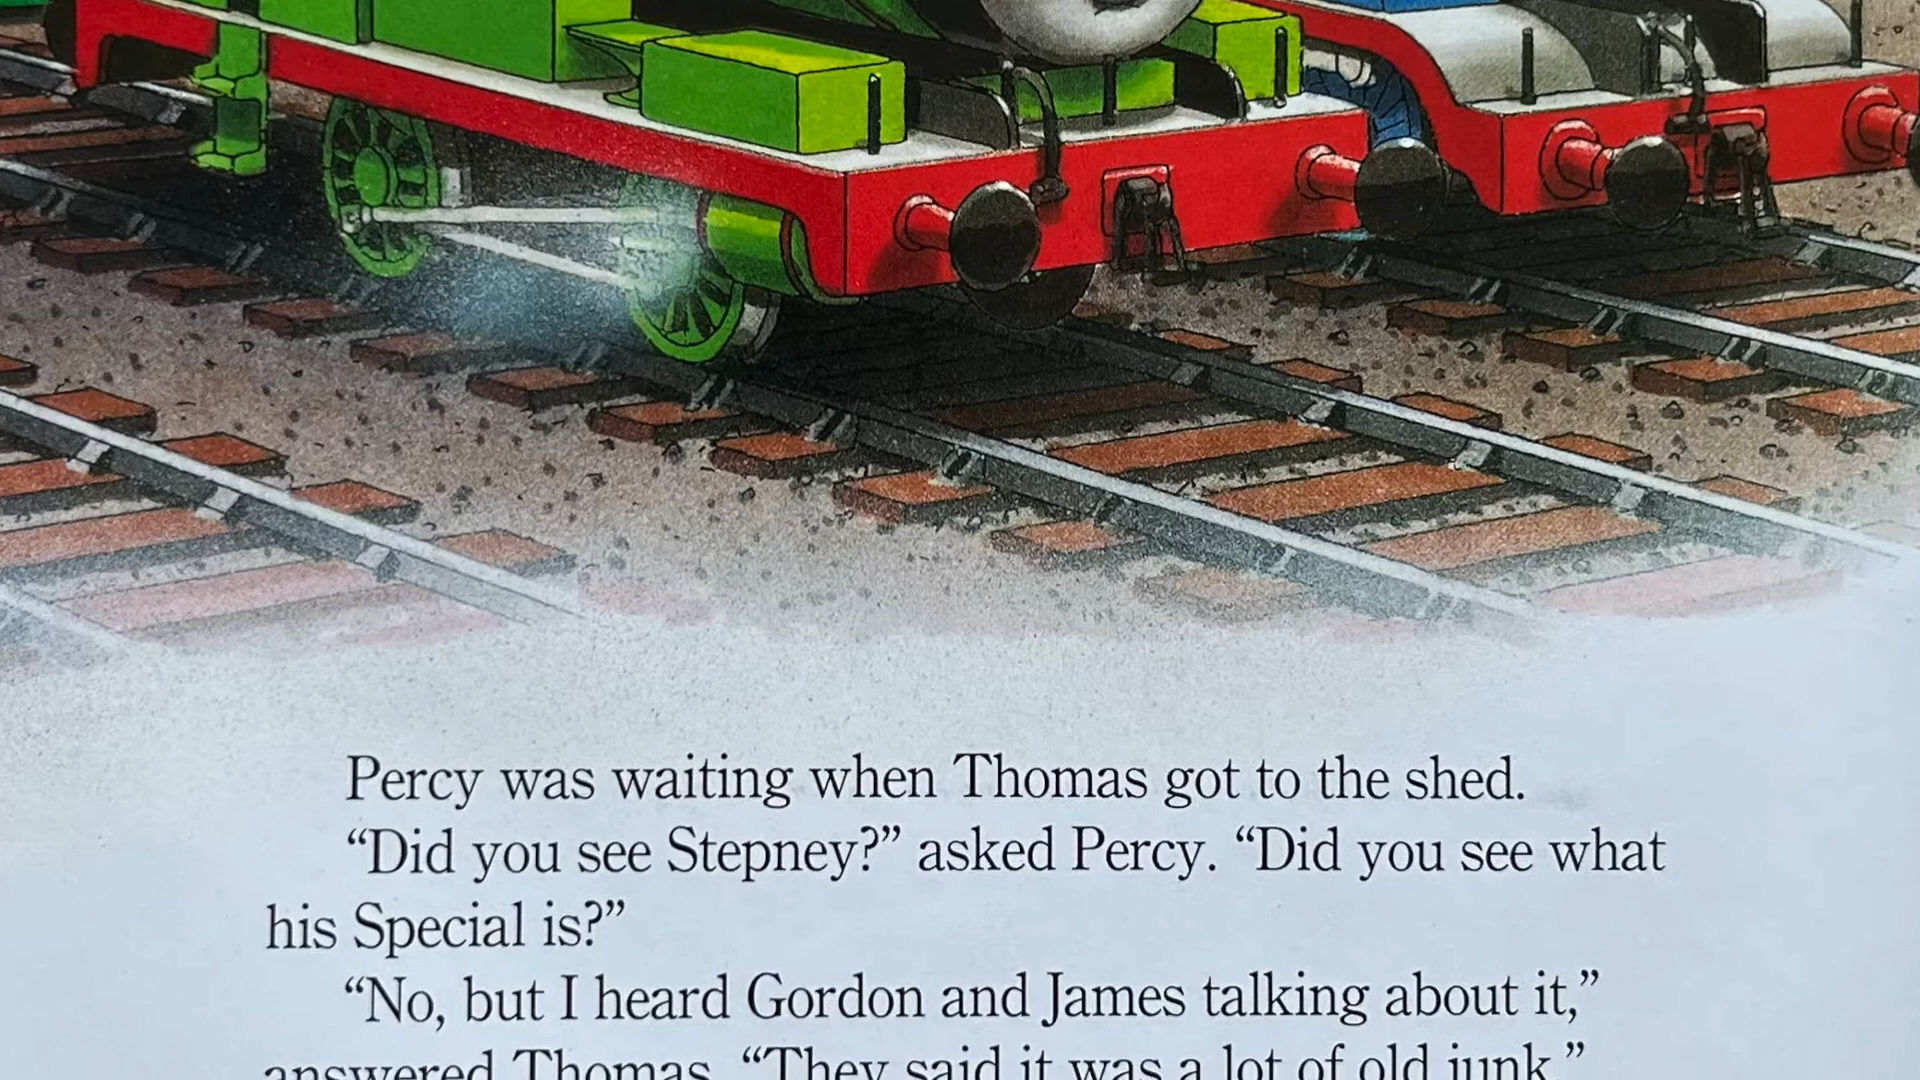 Percy was waiting when Thomas got to the shed.
“Did you see Stepney?” asked Percy. “Did you see what
his Special is?”
“No, but I heard Gordon and James talking about it,”
answered Thomas. “They said it was a lot of old junk.”